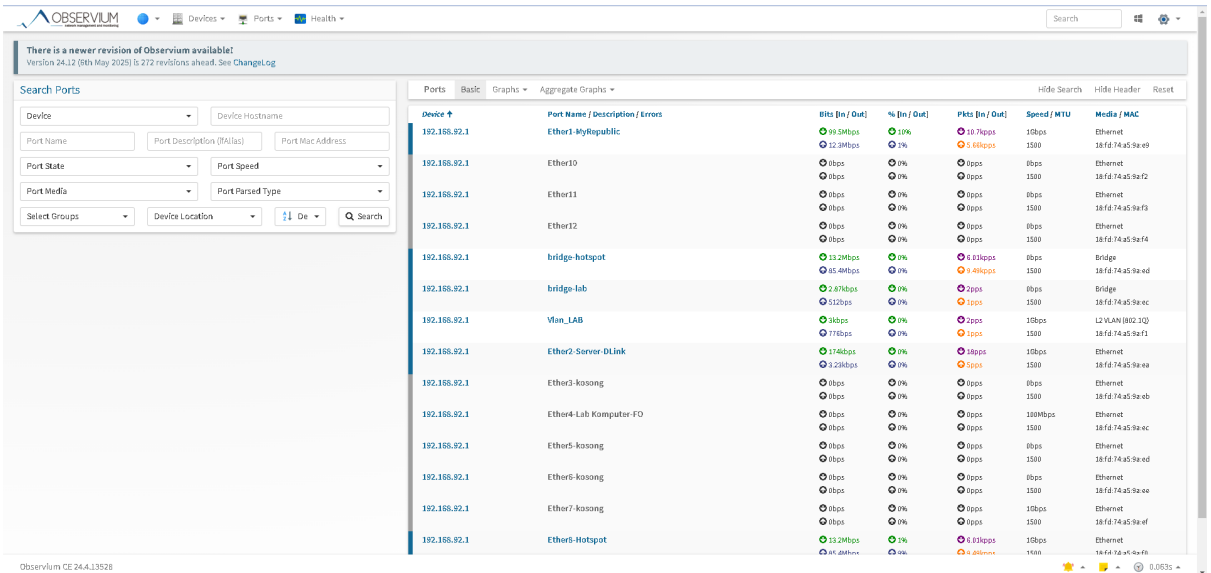 OBSERVIUM
network management and monitoring
Devices
Ports
Health
Search
There is a newer revision of Observium available!
Version 24.12 (6th May 2025) is 272 revisions ahead. See ChangeLog
Search Ports
Device
Device Hostname
Port Name
Port Description (ifAlias)
Port Mac Address
Port State
Port Speed
Port Media
Port Parsed Type
Select Groups
Device Location
De
Search
Ports Basic Graphs Aggregate Graphs Hide Search Hide Header Reset
Device Port Name / Description / Errors Bits [In / Out] % [In / Out] Pkts [In / Out] Speed / MTU Media / MAC
192.168.92.1 Ether1-MyRepublic 99.5Mbps 10% 10.7kpps 1Gbps Ethernet
12.3Mbps 1% 5.66kpps 1500 18:fd:74:a5:9a:e9
192.168.92.1 Ether10 0bps 0% 0pps 0bps Ethernet
0bps 0% 0pps 1500 18:fd:74:a5:9a:f2
192.168.92.1 Ether11 0bps 0% 0pps 0bps Ethernet
0bps 0% 0pps 1500 18:fd:74:a5:9a:f3
192.168.92.1 Ether12 0bps 0% 0pps 0bps Ethernet
0bps 0% 0pps 1500 18:fd:74:a5:9a:f4
192.168.92.1 bridge-hotspot 13.2Mbps 0% 6.01kpps 0bps Bridge
85.4Mbps 0% 9.49kpps 1500 18:fd:74:a5:9a:ed
192.168.92.1 bridge-lab 2.87kbps 0% 2pps 0bps Bridge
512bps 0% 1pps 1500 18:fd:74:a5:9a:ec
192.168.92.1 Vlan_LAB 3kbps 0% 2pps 1Gbps L2 VLAN (802.1Q)
776bps 0% 1pps 1500 18:fd:74:a5:9a:f1
192.168.92.1 Ether2-Server-DLink 174kbps 0% 18pps 1Gbps Ethernet
3.23kbps 0% 5pps 1500 18:fd:74:a5:9a:ea
192.168.92.1 Ether3-kosong 0bps 0% 0pps 0bps Ethernet
0bps 0% 0pps 1500 18:fd:74:a5:9a:eb
192.168.92.1 Ether4-Lab Komputer-FO 0bps 0% 0pps 100Mbps Ethernet
0bps 0% 0pps 1500 18:fd:74:a5:9a:ec
192.168.92.1 Ether5-kosong 0bps 0% 0pps 0bps Ethernet
0bps 0% 0pps 1500 18:fd:74:a5:9a:ed
192.168.92.1 Ether6-kosong 0bps 0% 0pps 0bps Ethernet
0bps 0% 0pps 1500 18:fd:74:a5:9a:ee
192.168.92.1 Ether7-kosong 0bps 0% 0pps 1Gbps Ethernet
0bps 0% 0pps 1500 18:fd:74:a5:9a:ef
192.168.92.1 Ether8-Hotspot 13.2Mbps 1% 6.01kpps 1Gbps Ethernet
85.4Mbps 9% 9.49kpps 1500 18:fd:74:a5:9a:f0
Observium CE 24.4.13528
0.063s